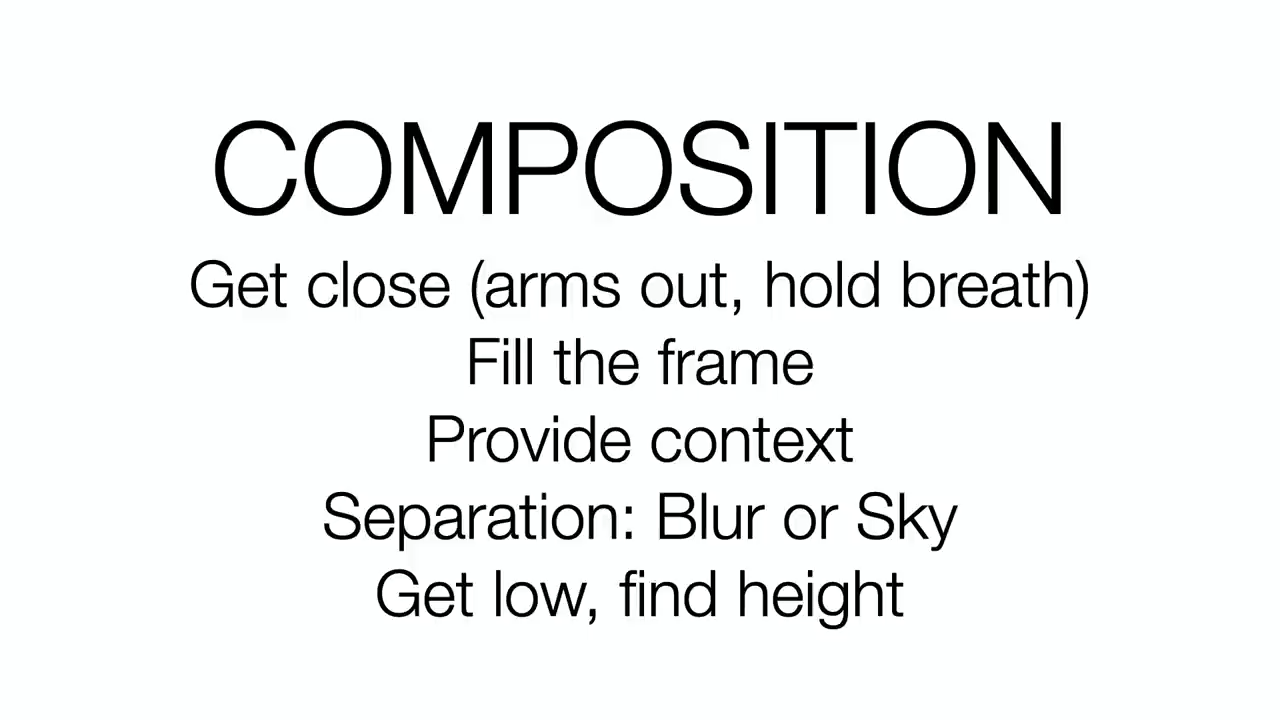 COMPOSITION
Get close (arms out, hold breath)
Fill the frame
Provide context
Separation: Blur or Sky
Get low, find height